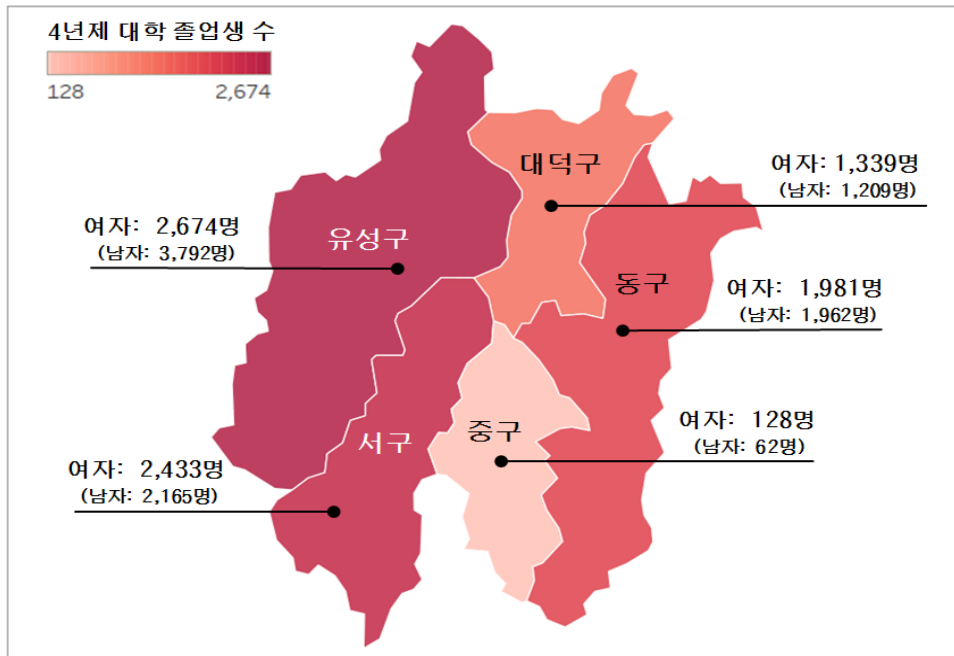 4년제 대학 졸업생 수
128 2,674
대덕구
여자: 1,339명
(남자: 1,209명)
여자: 2,674명
(남자: 3,792명)
유성구
동구
여자: 1,981명
(남자: 1,962명)
여자: 128명
(남자: 62명)
중구
서구
여자: 2,433명
(남자: 2,165명)